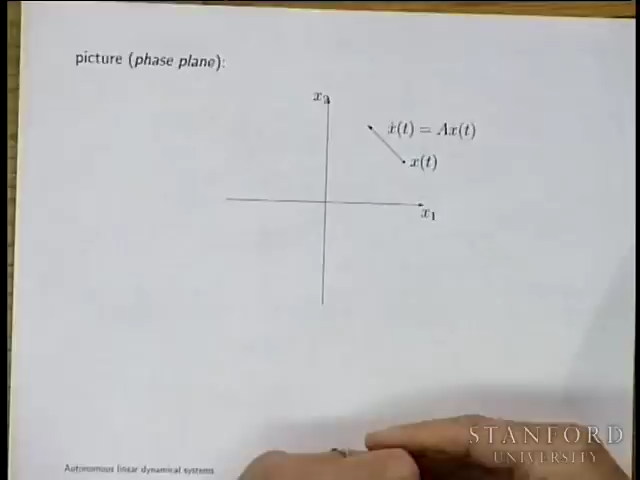 picture (phase plane):
x₂
ẋ(t) = Ax(t)
x(t)
x₁
STANFORD
UNIVERSITY
Autonomous linear dynamical systems